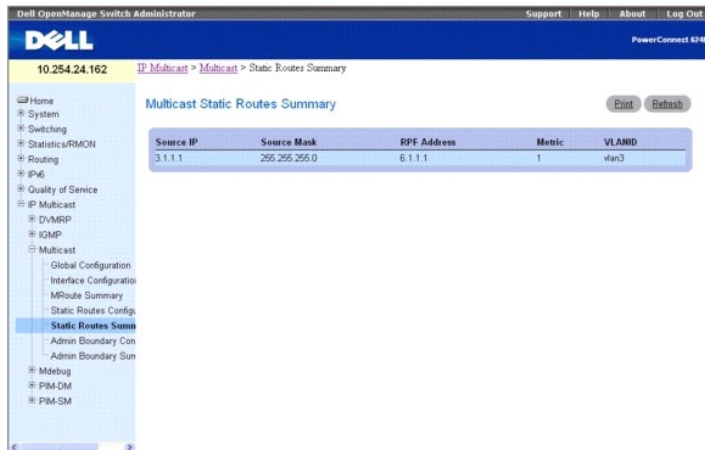 Dell OpenManage Switch Administrator
Support Help About Log Out
DELL
PowerConnect 624
10.254.24.162
IP Multicast > Multicast > Static Routes Summary
Home
System
Switching
Statistics/RMON
Routing
IPv6
Quality of Service
IP Multicast
DVMRP
IGMP
Multicast
Global Configuration
Interface Configuration
MRoute Summary
Static Routes Configu
Static Routes Summ
Admin Boundary Con
Admin Boundary Sum
Mdebug
PIM-DM
PIM-SM
Multicast Static Routes Summary
Print Refresh
Source IP Source Mask RPF Address Metric VLANID
3.1.1.1 255.255.255.0 6.1.1.1 1 vlan3